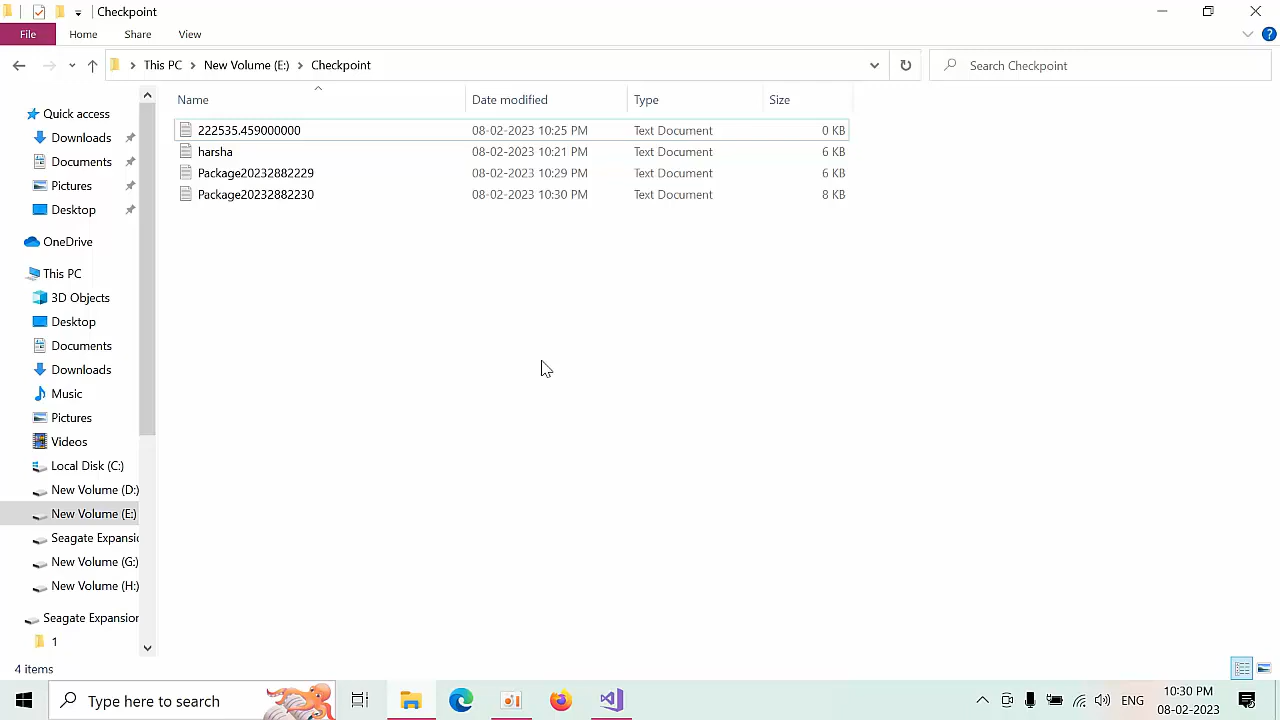 Checkpoint
File Home Share View
This PC New Volume (E:) Checkpoint
Search Checkpoint
Name Date modified Type Size
222535.459000000 08-02-2023 10:25 PM Text Document 0 KB
harsha 08-02-2023 10:21 PM Text Document 6 KB
Package20232882229 08-02-2023 10:29 PM Text Document 6 KB
Package20232882230 08-02-2023 10:30 PM Text Document 8 KB
Quick access
Downloads
Documents
Pictures
Desktop
OneDrive
This PC
3D Objects
Desktop
Documents
Downloads
Music
Pictures
Videos
Local Disk (C:)
New Volume (D:)
New Volume (E:)
Seagate Expansic
New Volume (G:)
New Volume (H:)
Seagate Expansion
1
4 items
Type here to search
ENG
10:30 PM
08-02-2023